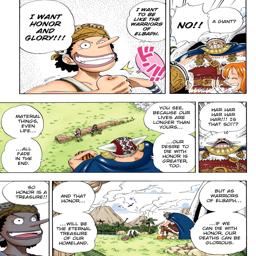 A GIANT?
NO!!
I WANT
TO BE
LIKE THE
WARRIORS
OF
ELBAPH.
I WANT
HONOR
AND
GLORY!!!
HAR HAR
HAR HAR
HAR!!! IS
THAT SO!??
YOU SEE,
BECAUSE OUR
LIVES ARE
LONGER THAN
YOURS...
OUR DESIRE
TO DIE
WITH HONOR
IS GREATER,
TOO.
MATERIAL
THINGS,
EVEN
LIFE...
...ALL
FADE IN
THE END.
BUT AS
WARRIORS
OF
ELBAPH...
...IF WE
CAN DIE WITH
HONOR, OUR
DEATHS CAN BE
GLORIOUS.
AND THAT
HONOR...
...WILL BE
THE ETERNAL
TREASURE
OF OUR
HOMELAND.
SO
HONOR IS A
TREASURE!!